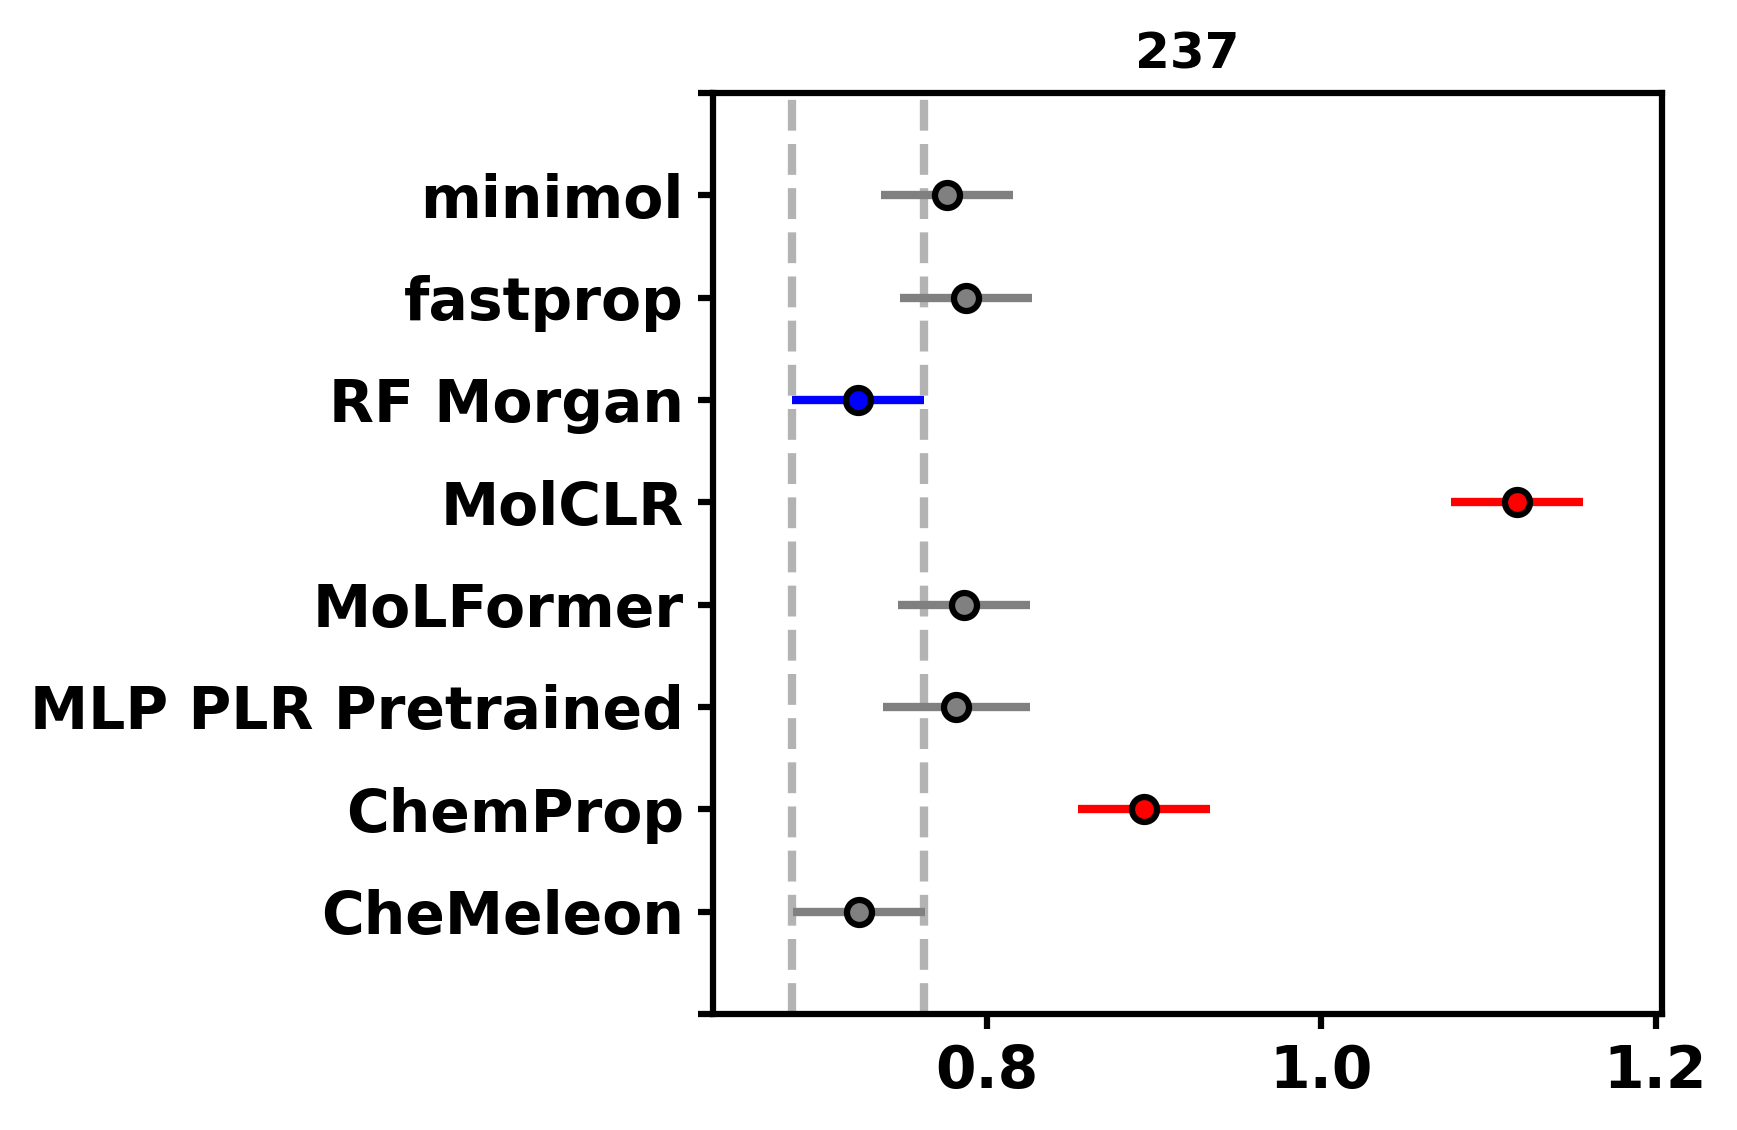 237
minimol
fastprop
RF Morgan
MolCLR
MoLFormer
MLP PLR Pretrained
ChemProp
CheMeleon
0.8 1.0 1.2